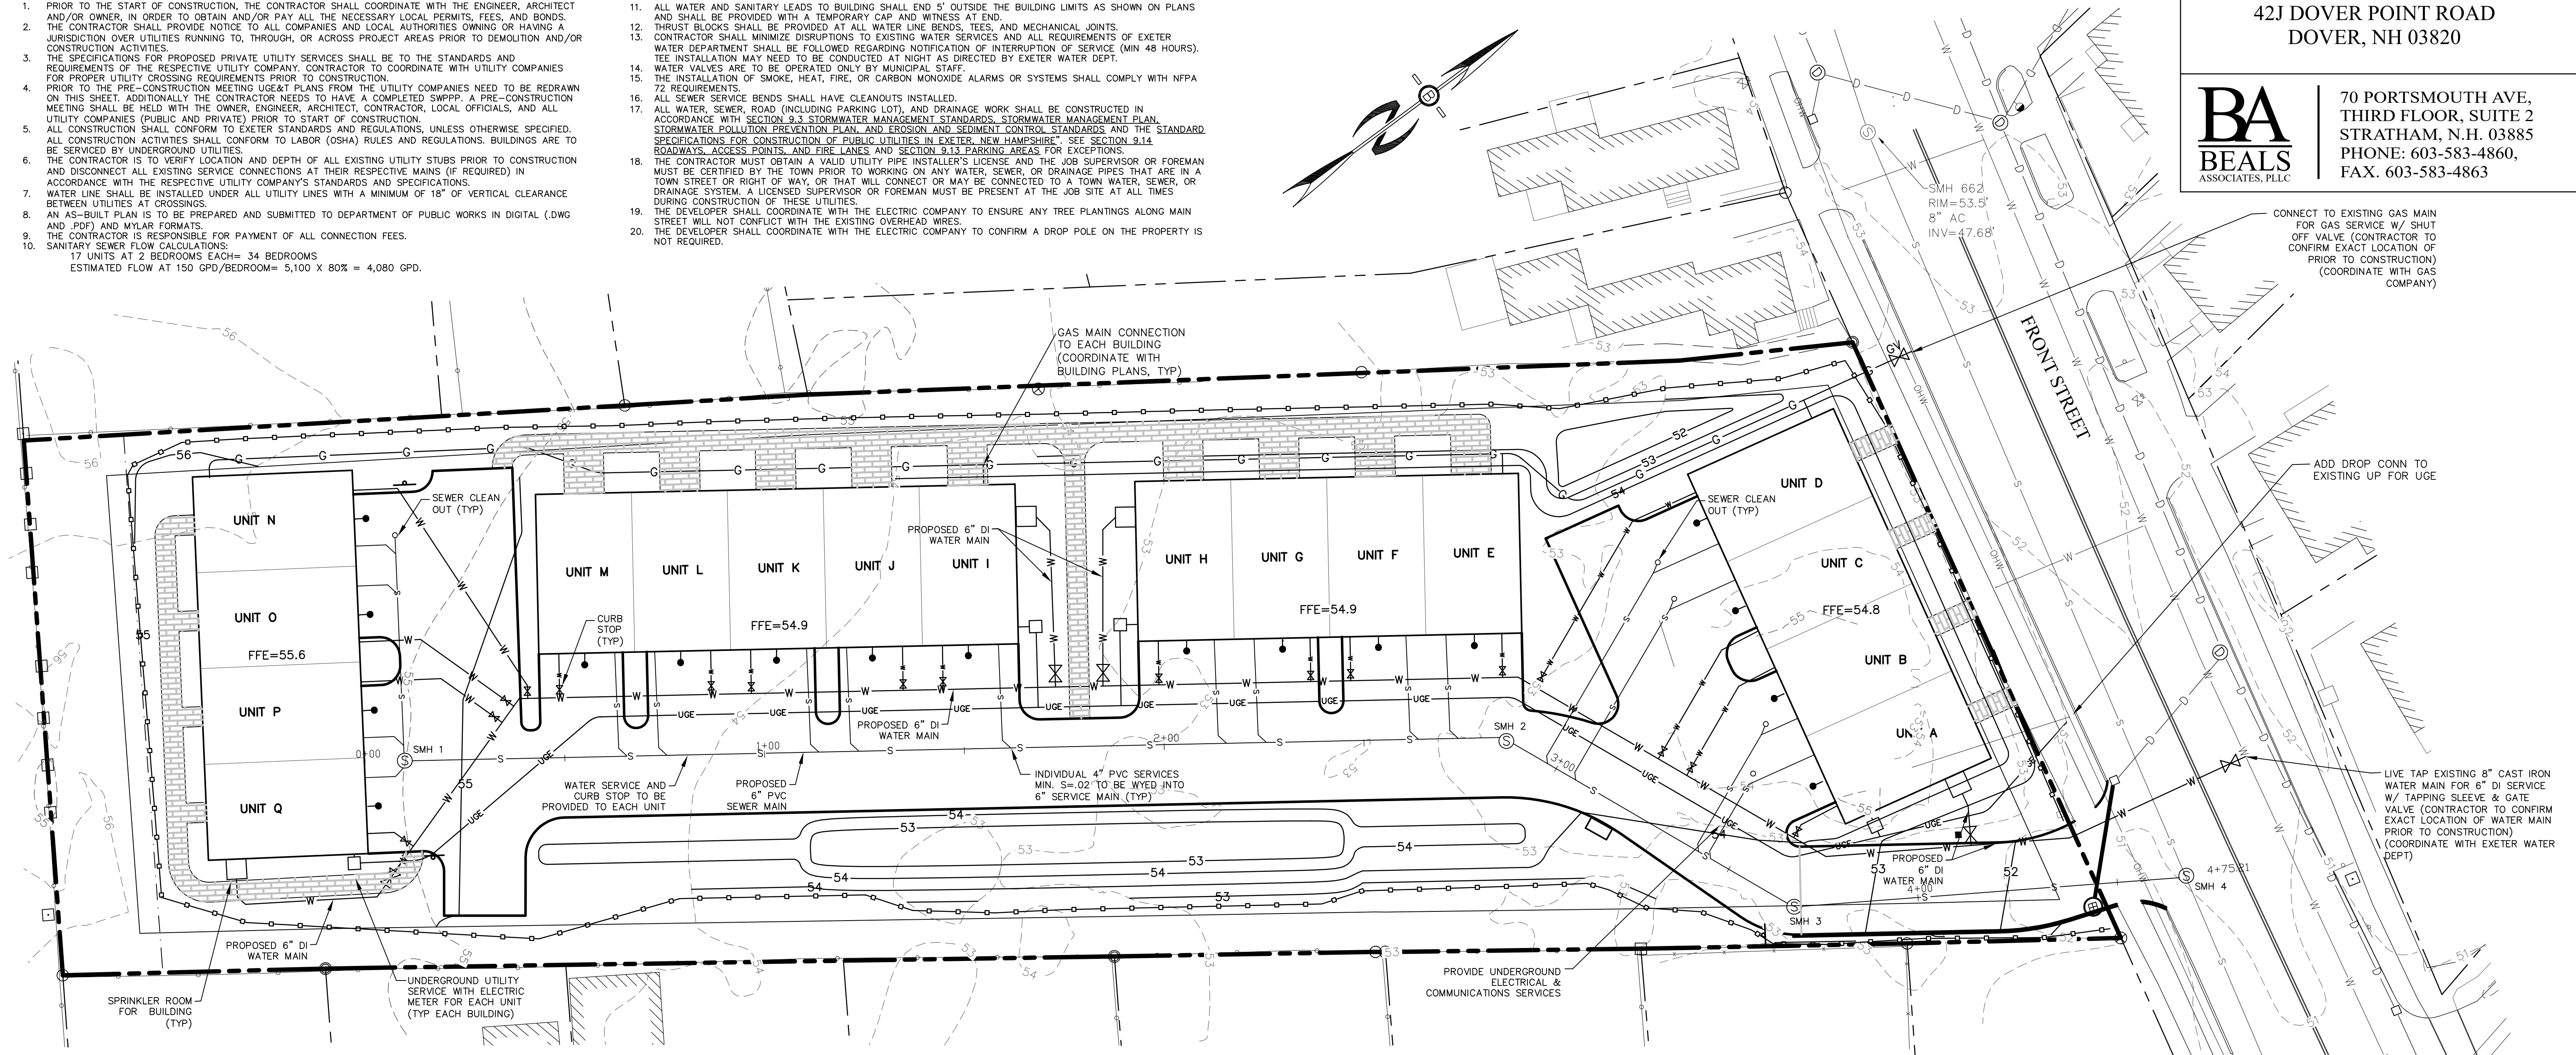 1. PRIOR TO THE START OF CONSTRUCTION, THE CONTRACTOR SHALL COORDINATE WITH THE ENGINEER, ARCHITECT
AND/OR OWNER, IN ORDER TO OBTAIN AND/OR PAY ALL THE NECESSARY LOCAL PERMITS, FEES, AND BONDS.
2. THE CONTRACTOR SHALL PROVIDE NOTICE TO ALL COMPANIES AND LOCAL AUTHORITIES OWNING OR HAVING A
JURISDICTION OVER UTILITIES RUNNING TO, THROUGH, OR ACROSS PROJECT AREAS PRIOR TO DEMOLITION AND/OR
CONSTRUCTION ACTIVITIES.
3. THE SPECIFICATIONS FOR PROPOSED PRIVATE UTILITY SERVICES SHALL BE TO THE STANDARDS AND
REQUIREMENTS OF THE RESPECTIVE UTILITY COMPANY. CONTRACTOR TO COORDINATE WITH UTILITY COMPANIES
FOR PROPER UTILITY CROSSING REQUIREMENTS PRIOR TO CONSTRUCTION.
4. PRIOR TO THE PRE-CONSTRUCTION MEETING UGE&T PLANS FROM THE UTILITY COMPANIES NEED TO BE REDRAWN
ON THIS SHEET. ADDITIONALLY THE CONTRACTOR NEEDS TO HAVE A COMPLETED SWPPP. A PRE-CONSTRUCTION
MEETING SHALL BE HELD WITH THE OWNER, ENGINEER, ARCHITECT, CONTRACTOR, LOCAL OFFICIALS, AND ALL
UTILITY COMPANIES (PUBLIC AND PRIVATE) PRIOR TO START OF CONSTRUCTION.
5. ALL CONSTRUCTION SHALL CONFORM TO EXETER STANDARDS AND REGULATIONS, UNLESS OTHERWISE SPECIFIED.
ALL CONSTRUCTION ACTIVITIES SHALL CONFORM TO LABOR (OSHA) RULES AND REGULATIONS. BUILDINGS ARE TO
BE SERVICED BY UNDERGROUND UTILITIES.
6. THE CONTRACTOR IS TO VERIFY LOCATION AND DEPTH OF ALL EXISTING UTILITY STUBS PRIOR TO CONSTRUCTION
AND DISCONNECT ALL EXISTING SERVICE CONNECTIONS AT THEIR RESPECTIVE MAINS (IF REQUIRED) IN
ACCORDANCE WITH THE RESPECTIVE UTILITY COMPANY'S STANDARDS AND SPECIFICATIONS.
7. WATER LINE SHALL BE INSTALLED UNDER ALL UTILITY LINES WITH A MINIMUM OF 18" OF VERTICAL CLEARANCE
BETWEEN UTILITIES AT CROSSINGS.
8. AN AS-BUILT PLAN IS TO BE PREPARED AND SUBMITTED TO DEPARTMENT OF PUBLIC WORKS IN DIGITAL (.DWG
AND .PDF) AND MYLAR FORMATS.
9. THE CONTRACTOR IS RESPONSIBLE FOR PAYMENT OF ALL CONNECTION FEES.
10. SANITARY SEWER FLOW CALCULATIONS:
17 UNITS AT 2 BEDROOMS EACH= 34 BEDROOMS
ESTIMATED FLOW AT 150 GPD/BEDROOM= 5,100 X 80% = 4,080 GPD.
11. ALL WATER AND SANITARY LEADS TO BUILDING SHALL END 5' OUTSIDE THE BUILDING LIMITS AS SHOWN ON PLANS
AND SHALL BE PROVIDED WITH A TEMPORARY CAP AND WITNESS AT END.
12. THRUST BLOCKS SHALL BE PROVIDED AT ALL WATER LINE BENDS, TEES, AND MECHANICAL JOINTS.
13. CONTRACTOR SHALL MINIMIZE DISRUPTIONS TO EXISTING WATER SERVICES AND ALL REQUIREMENTS OF EXETER
WATER DEPARTMENT SHALL BE FOLLOWED REGARDING NOTIFICATION OF INTERRUPTION OF SERVICE (MIN 48 HOURS).
TEE INSTALLATION MAY NEED TO BE CONDUCTED AT NIGHT AS DIRECTED BY EXETER WATER DEPT.
14. WATER VALVES ARE TO BE OPERATED ONLY BY MUNICIPAL STAFF.
15. THE INSTALLATION OF SMOKE, HEAT, FIRE, OR CARBON MONOXIDE ALARMS OR SYSTEMS SHALL COMPLY WITH NFPA
72 REQUIREMENTS.
16. ALL SEWER SERVICE BENDS SHALL HAVE CLEANOUTS INSTALLED.
17. ALL WATER, SEWER, ROAD (INCLUDING PARKING LOT), AND DRAINAGE WORK SHALL BE CONSTRUCTED IN
ACCORDANCE WITH SECTION 9.3 STORMWATER MANAGEMENT STANDARDS, STORMWATER MANAGEMENT PLAN,
STORMWATER POLLUTION PREVENTION PLAN, AND EROSION AND SEDIMENT CONTROL STANDARDS AND THE STANDARD
SPECIFICATIONS FOR CONSTRUCTION OF PUBLIC UTILITIES IN EXETER, NEW HAMPSHIRE". SEE SECTION 9.14
ROADWAYS, ACCESS POINTS, AND FIRE LANES AND SECTION 9.13 PARKING AREAS FOR EXCEPTIONS.
18. THE CONTRACTOR MUST OBTAIN A VALID UTILITY PIPE INSTALLER'S LICENSE AND THE JOB SUPERVISOR OR FOREMAN
MUST BE CERTIFIED BY THE TOWN PRIOR TO WORKING ON ANY WATER, SEWER, OR DRAINAGE PIPES THAT ARE IN A
TOWN STREET OR RIGHT OF WAY, OR THAT WILL CONNECT OR MAY BE CONNECTED TO A TOWN WATER, SEWER, OR
DRAINAGE SYSTEM. A LICENSED SUPERVISOR OR FOREMAN MUST BE PRESENT AT THE JOB SITE AT ALL TIMES
DURING CONSTRUCTION OF THESE UTILITIES.
19. THE DEVELOPER SHALL COORDINATE WITH THE ELECTRIC COMPANY TO ENSURE ANY TREE PLANTINGS ALONG MAIN
STREET WILL NOT CONFLICT WITH THE EXISTING OVERHEAD WIRES.
20. THE DEVELOPER SHALL COORDINATE WITH THE ELECTRIC COMPANY TO CONFIRM A DROP POLE ON THE PROPERTY IS
NOT REQUIRED.
42J DOVER POINT ROAD
DOVER, NH 03820
BA
BEALS
ASSOCIATES, PLLC
70 PORTSMOUTH AVE,
THIRD FLOOR, SUITE 2
STRATHAM, N.H. 03885
PHONE: 603-583-4860,
FAX. 603-583-4863
SMH 662
RIM=53.5'
8" AC
INV=47.68'
CONNECT TO EXISTING GAS MAIN
FOR GAS SERVICE W/ SHUT
OFF VALVE (CONTRACTOR TO
CONFIRM EXACT LOCATION OF
PRIOR TO CONSTRUCTION)
(COORDINATE WITH GAS
COMPANY)
FRONT STREET
GAS MAIN CONNECTION
TO EACH BUILDING
(COORDINATE WITH
BUILDING PLANS, TYP)
GV
ADD DROP CONN TO
EXISTING UP FOR UGE
SEWER CLEAN
OUT (TYP)
PROPOSED 6" DI
WATER MAIN
SEWER CLEAN
OUT (TYP)
UNIT N
UNIT O
FFE=55.6
UNIT P
UNIT Q
UNIT M
UNIT L
UNIT K
UNIT J
UNIT I
FFE=54.9
CURB
STOP
(TYP)
UNIT H
UNIT G
UNIT F
UNIT E
FFE=54.9
UNIT D
UNIT C
FFE=54.8
UNIT B
UNIT A
PROPOSED 6" DI
WATER MAIN
SMH 1
0+00
1+00
2+00
SMH 2
3+00
WATER SERVICE AND
CURB STOP TO BE
PROVIDED TO EACH UNIT
PROPOSED
6" PVC
SEWER MAIN
INDIVIDUAL 4" PVC SERVICES
MIN. S=.02 TO BE WYED INTO
6" SERVICE MAIN (TYP)
LIVE TAP EXISTING 8" CAST IRON
WATER MAIN FOR 6" DI SERVICE
W/ TAPPING SLEEVE & GATE
VALVE (CONTRACTOR TO CONFIRM
EXACT LOCATION OF WATER MAIN
PRIOR TO CONSTRUCTION)
(COORDINATE WITH EXETER WATER
DEPT)
PROPOSED
6" DI
WATER MAIN
4+00
4+75.21
SMH 4
SMH 3
PROPOSED 6" DI
WATER MAIN
SPRINKLER ROOM
FOR BUILDING
(TYP)
UNDERGROUND UTILITY
SERVICE WITH ELECTRIC
METER FOR EACH UNIT
(TYP EACH BUILDING)
PROVIDE UNDERGROUND
ELECTRICAL &
COMMUNICATIONS SERVICES